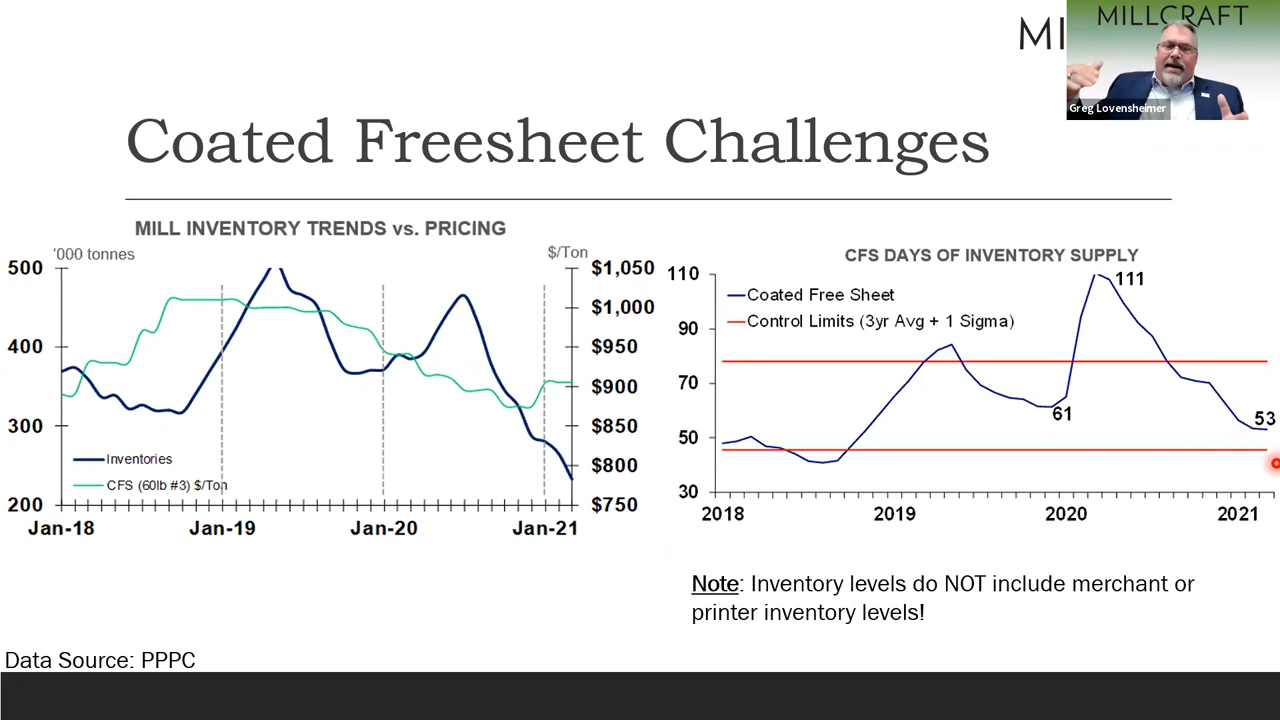 MI
MILLCRAFT
Greg Lovensheimer
Coated Freesheet Challenges
MILL INVENTORY TRENDS vs. PRICING
'000 tonnes
$/Ton
500
400
300
200
$1,050
$1,000
$950
$900
$850
$800
$750
Inventories
CFS (60lb #3) $/Ton
Jan-18
Jan-19
Jan-20
Jan-21
CFS DAYS OF INVENTORY SUPPLY
110
90
70
50
30
Coated Free Sheet
Control Limits (3yr Avg + 1 Sigma)
111
61
53
2018
2019
2020
2021
Note: Inventory levels do NOT include merchant or
printer inventory levels!
Data Source: PPPC